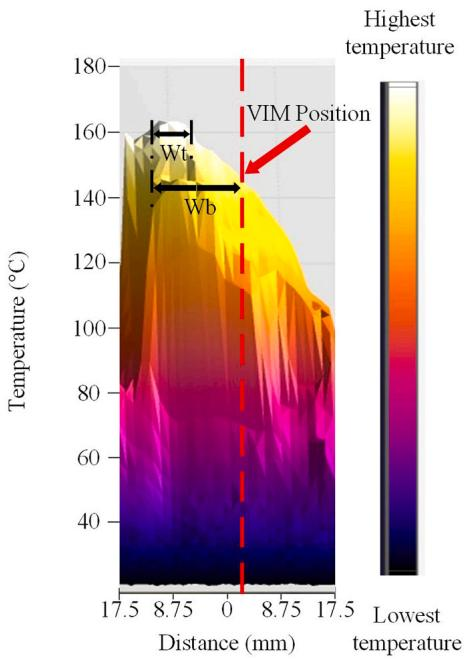 Highest
temperature
180
VIM Position
160
Wt
140
Wb
120
Temperature (°C)
100
80
60
40
17.5 8.75 0 8.75 17.5
Distance (mm)
Lowest
temperature